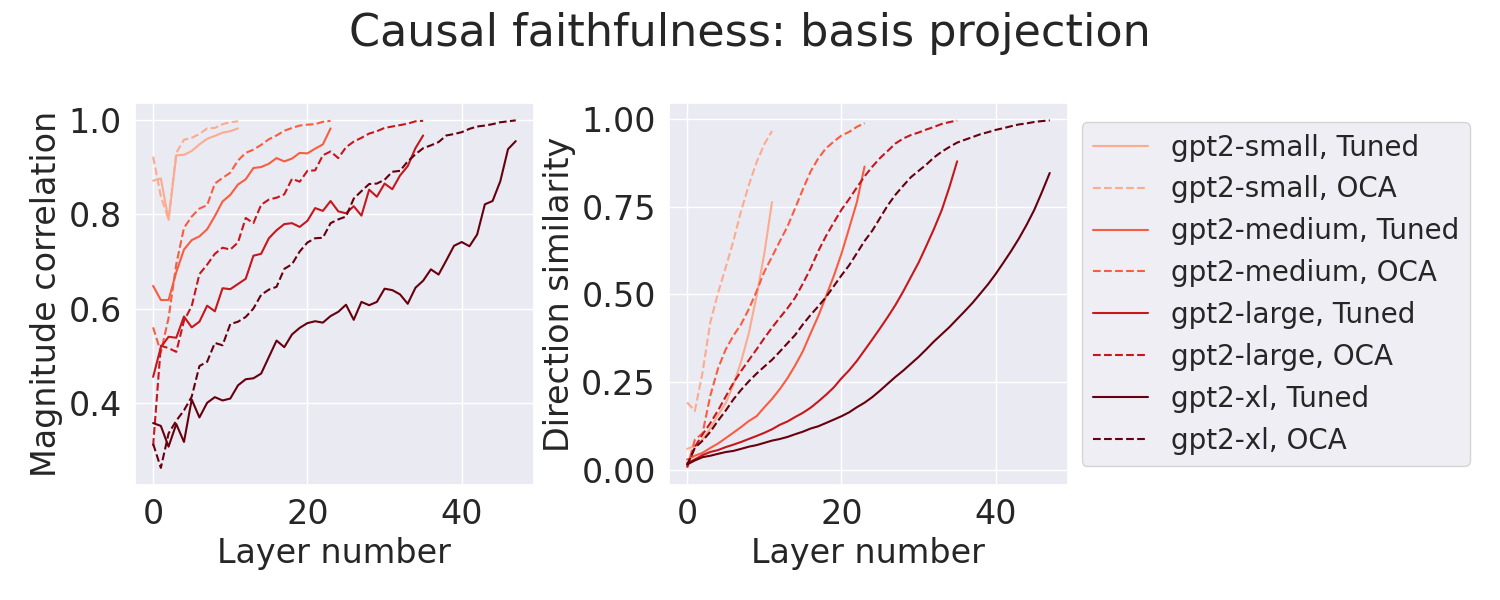 Causal faithfulness: basis projection
Magnitude correlation
1.0
0.8
0.6
0.4
0
20
40
Layer number
Direction similarity
1.00
0.75
0.50
0.25
0.00
0
20
40
Layer number
gpt2-small, Tuned
gpt2-small, OCA
gpt2-medium, Tuned
gpt2-medium, OCA
gpt2-large, Tuned
gpt2-large, OCA
gpt2-xl, Tuned
gpt2-xl, OCA